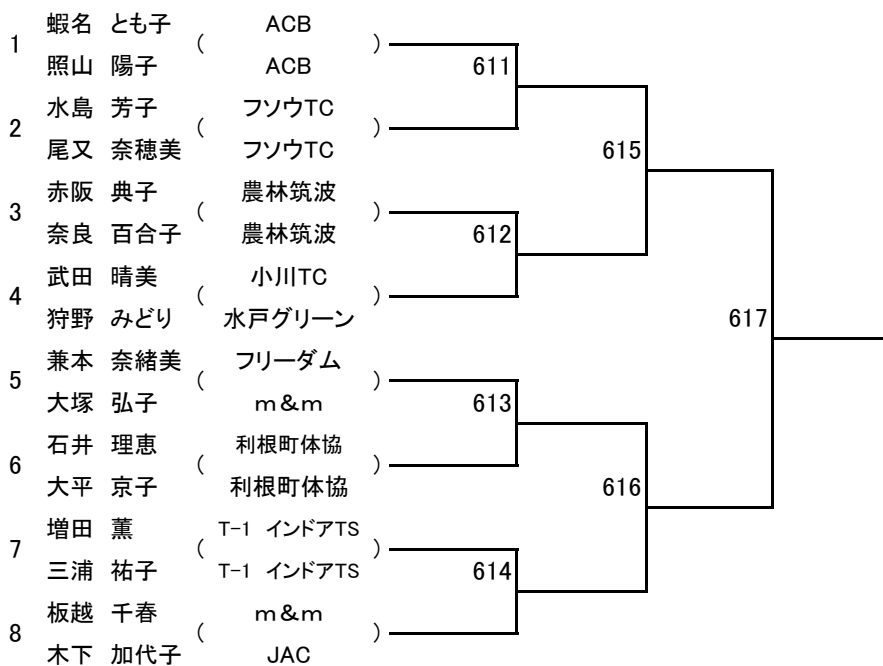 蝦名 とも子 ACB
1 ( )
照山 陽子 ACB 611
水島 芳子 フソウTC
2 ( )
尾又 奈穂美 フソウTC 615
赤阪 典子 農林筑波
3 ( )
奈良 百合子 農林筑波 612
武田 晴美 小川TC
4 ( )
狩野 みどり 水戸グリーン 617
兼本 奈緒美 フリーダム
5 ( )
大塚 弘子 m&m 613
石井 理恵 利根町体協
6 ( )
大平 京子 利根町体協 616
増田 薫 T-1 インドアTS
7 ( )
三浦 祐子 T-1 インドアTS 614
板越 千春 m&m
8 ( )
木下 加代子 JAC